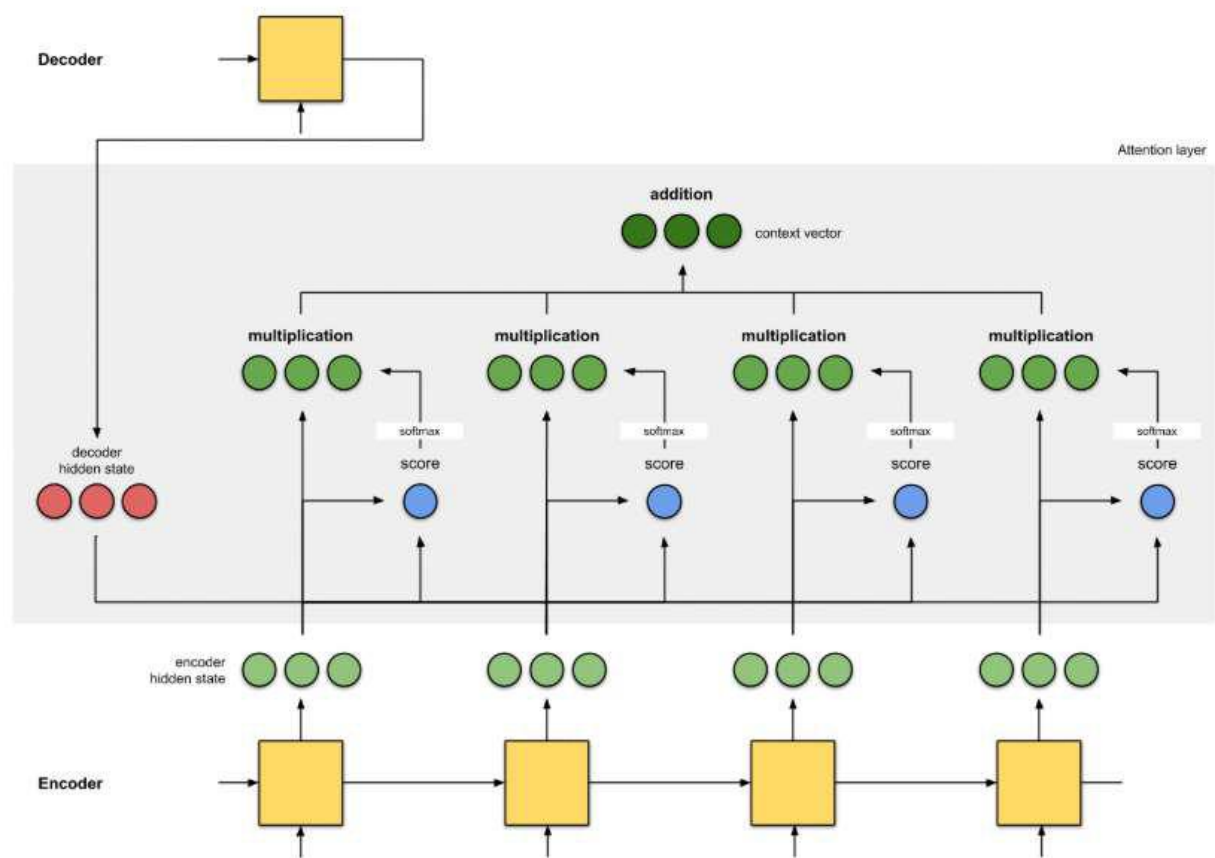 Decoder
Attention layer
addition
context vector
multiplication
multiplication
multiplication
multiplication
softmax
softmax
softmax
softmax
decoder
hidden state
score
score
score
score
encoder
hidden state
Encoder